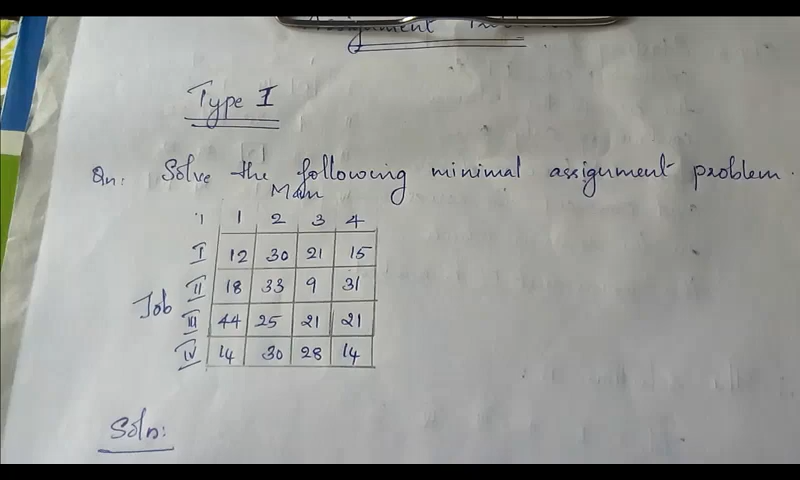 Assignment
Type I
Qn: Solve the following minimal assignment problem.
Man
1 2 3 4
I 12 30 21 15
II 18 33 9 31
Job
III 44 25 21 21
IV 14 30 28 14
Soln: